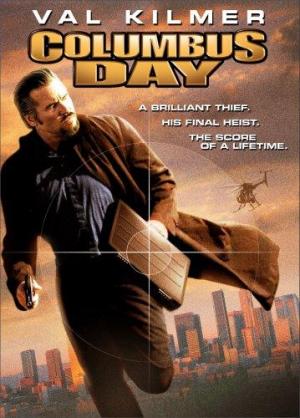 VAL KILMER
COLUMBUS
DAY
A BRILLIANT THIEF.
HIS FINAL HEIST.
THE SCORE
OF A LIFETIME.